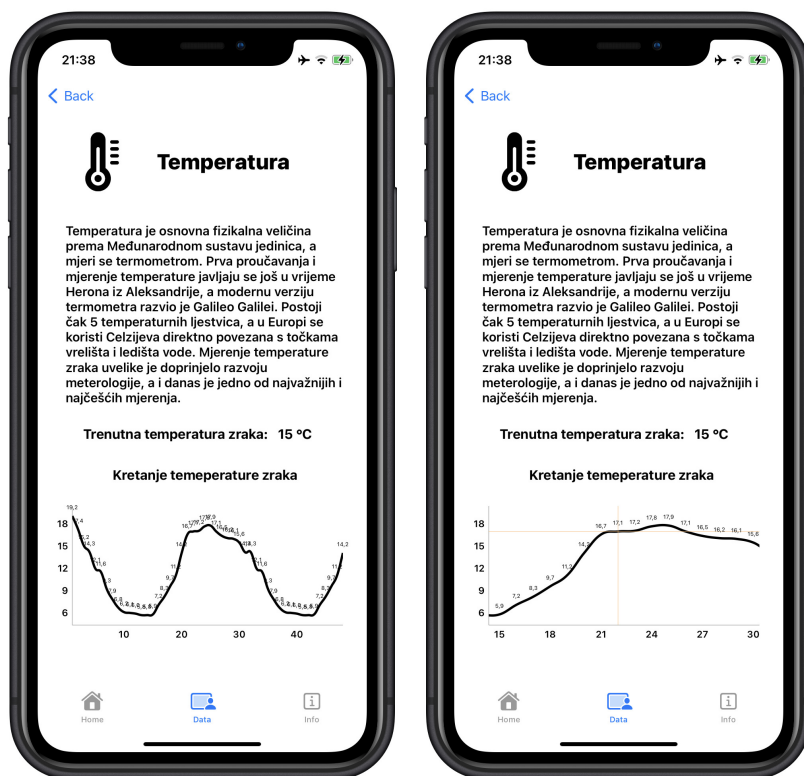 21:38
Back
Temperatura
Temperatura je osnovna fizikalna veličina
prema Međunarodnom sustavu jedinica, a
mjeri se termometrom. Prva proučavanja i
mjerenje temperature javljaju se još u vrijeme
Herona iz Aleksandrije, a modernu verziju
termometra razvio je Galileo Galilei. Postoji
čak 5 temperaturnih ljestvica, a u Europi se
koristi Celzijeva direktno povezana s točkama
vrelišta i ledišta vode. Mjerenje temperature
zraka uvelike je doprinjelo razvoju
meterologije, a i danas je jedno od najvažnijih i
najčešćih mjerenja.
Trenutna temperatura zraka: 15 °C
Kretanje temeperature zraka
19,2
14,2
18
15
12
9
6
10 20 30 40
Home Data Info
21:38
Back
Temperatura
Temperatura je osnovna fizikalna veličina
prema Međunarodnom sustavu jedinica, a
mjeri se termometrom. Prva proučavanja i
mjerenje temperature javljaju se još u vrijeme
Herona iz Aleksandrije, a modernu verziju
termometra razvio je Galileo Galilei. Postoji
čak 5 temperaturnih ljestvica, a u Europi se
koristi Celzijeva direktno povezana s točkama
vrelišta i ledišta vode. Mjerenje temperature
zraka uvelike je doprinjelo razvoju
meterologije, a i danas je jedno od najvažnijih i
najčešćih mjerenja.
Trenutna temperatura zraka: 15 °C
Kretanje temeperature zraka
18
15
12
9
6
5,9 7,2 8,3 9,7 11,2 14,2 16,7 17,1 17,2 17,8 17,9 17,1 16,5 16,2 16,1 15,6
15 18 21 24 27 30
Home Data Info